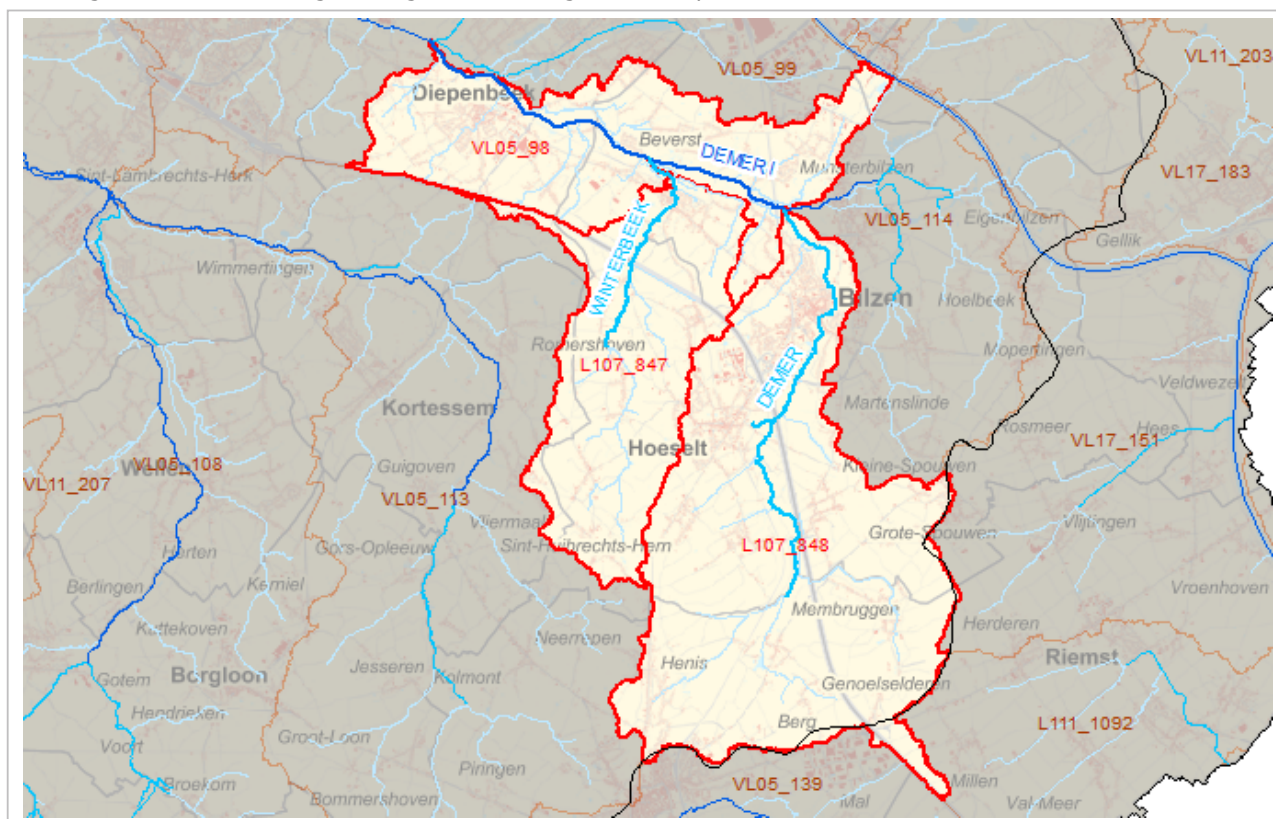 VL11_203
VL05_99
Diepenbeek
Beverst
VL05_98
DEMER I
Munsterbilzen
VL17_183
Sint-Lambrechts-Herk
VL05_114
Eigenbilzen
Gellik
Wimmertingen
WINTERBEEK
Bilzen
Hoelbeek
Romershoven
L107_847
Mopertingen
Veldwezelt
DEMER
Kortessem
Martenslinde
Rosmeer
Hees
VL17_151
Hoeselt
Wellen
VL05_108
Guigoven
Kleine-Spouwen
VL11_207
VL05_113
Vliermaal
Vlijtingen
Grote-Spouwen
Sint-Huibrechts-Hern
L107_848
Herten
Gors-Opleeuw
Berlingen
Kerniel
Vroenhoven
Membruggen
Kuttekoven
Neerrepen
Herderen
Riemst
Henis
Jesseren
Borgloon
Kolmont
Gotem
Genoelselderen
Hendrieken
Berg
L111_1092
Groot-Loon
Voort
Piringen
Broekom
VL05_139
Millen
Bommershoven
Mal
Val-Meer